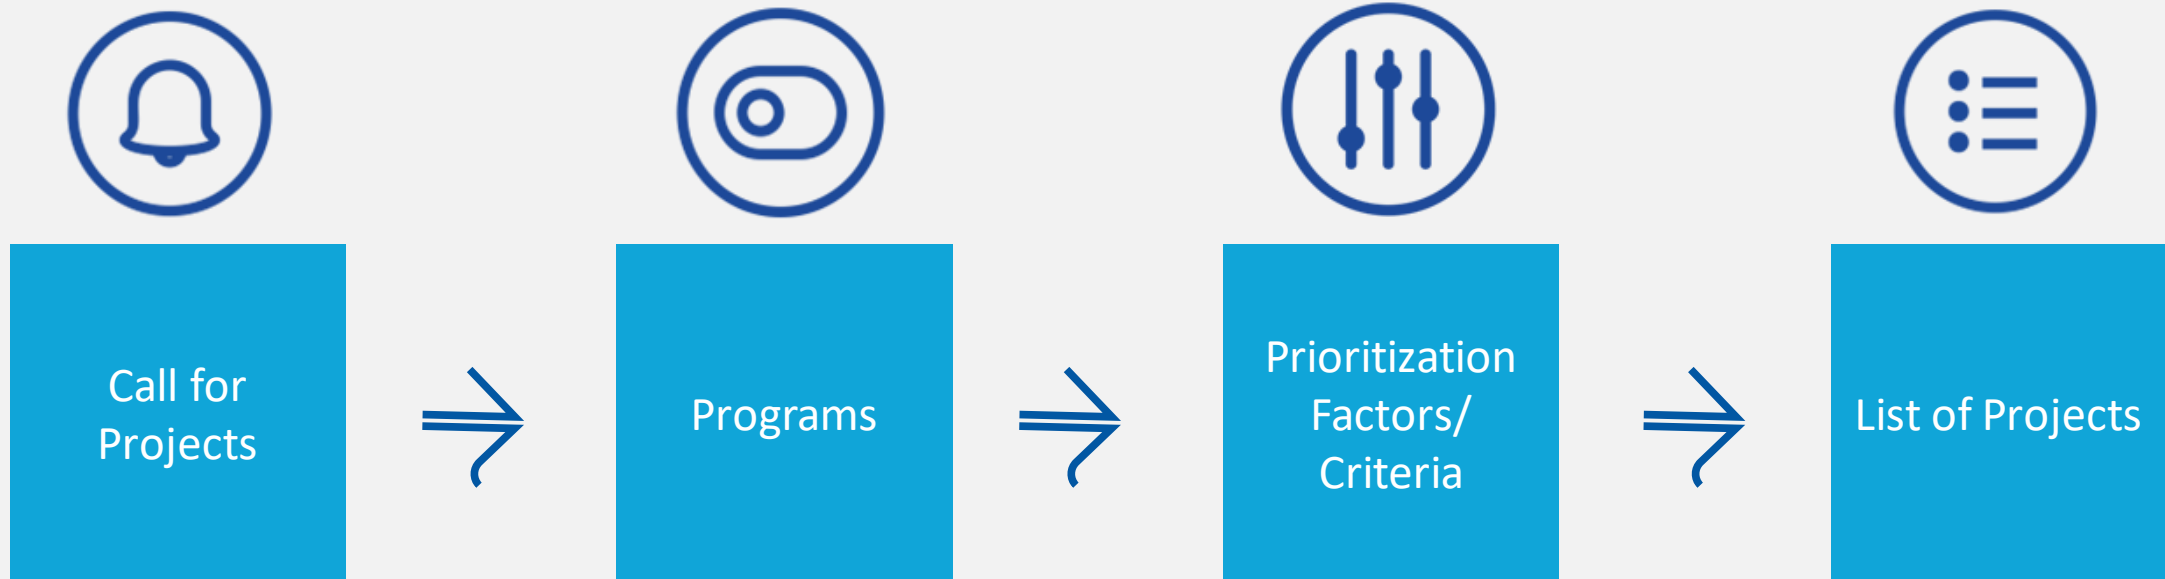 Call for
Projects
Programs
Prioritization
Factors/
Criteria
List of Projects